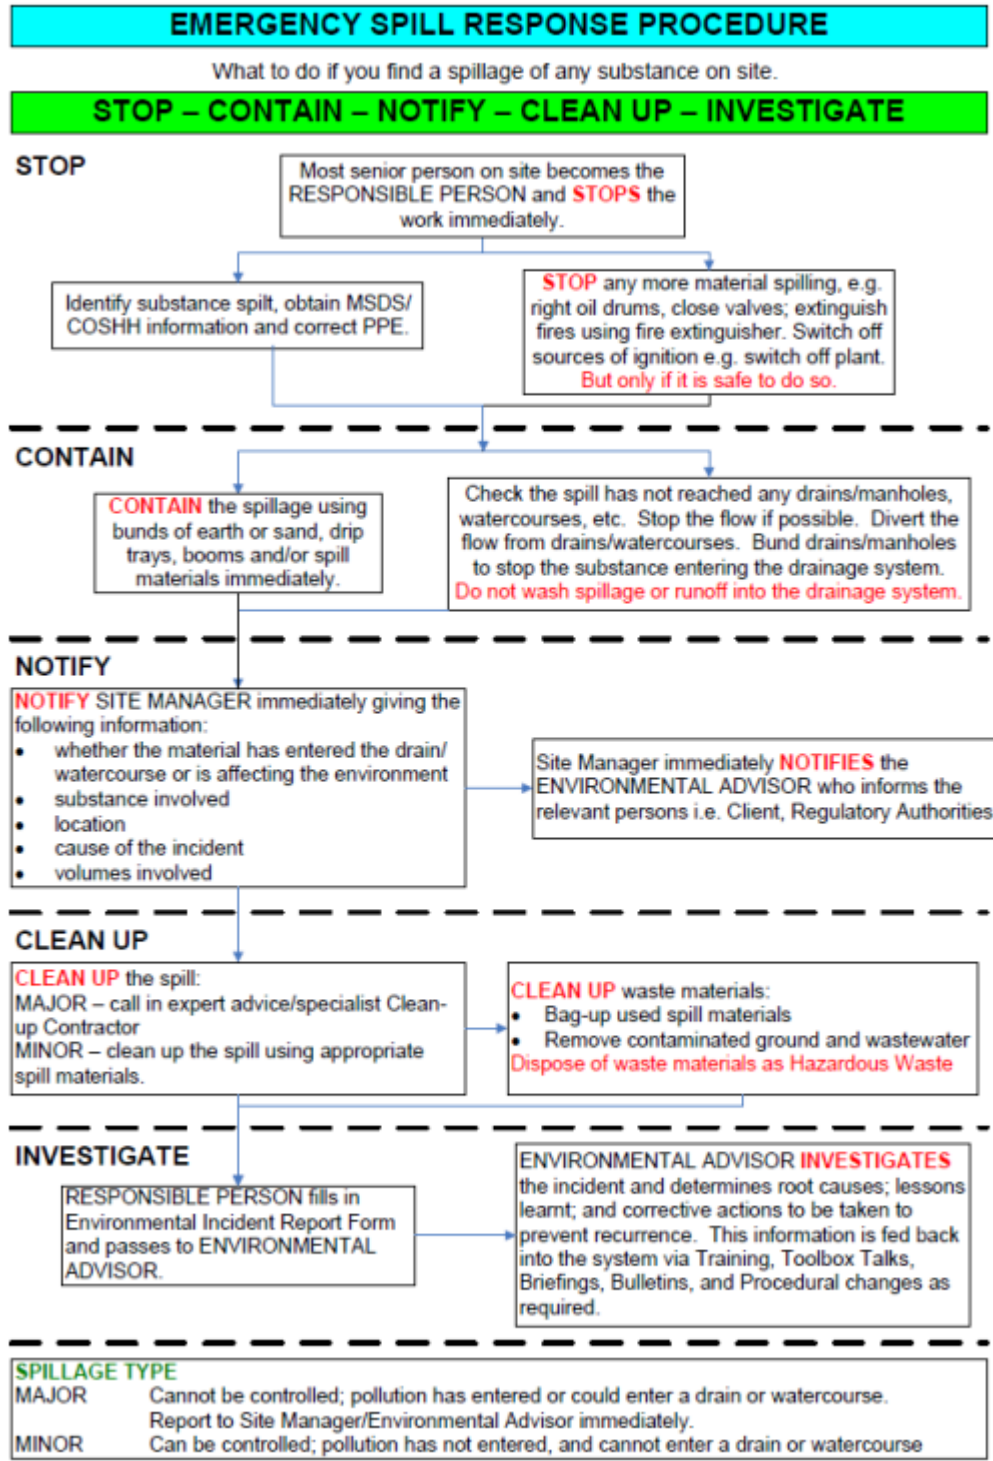 EMERGENCY SPILL RESPONSE PROCEDURE
What to do if you find a spillage of any substance on site.
STOP – CONTAIN – NOTIFY – CLEAN UP – INVESTIGATE
STOP
Most senior person on site becomes the
RESPONSIBLE PERSON and STOPS the
work immediately.
Identify substance spilt, obtain MSDS/
COSHH information and correct PPE.
STOP any more material spilling, e.g.
right oil drums, close valves; extinguish
fires using fire extinguisher. Switch off
sources of ignition e.g. switch off plant.
But only if it is safe to do so.
CONTAIN
CONTAIN the spillage using
bunds of earth or sand, drip
trays, booms and/or spill
materials immediately.
Check the spill has not reached any drains/manholes,
watercourses, etc. Stop the flow if possible. Divert the
flow from drains/watercourses. Bund drains/manholes
to stop the substance entering the drainage system.
Do not wash spillage or runoff into the drainage system.
NOTIFY
NOTIFY SITE MANAGER immediately giving the
following information:
• whether the material has entered the drain/
watercourse or is affecting the environment
• substance involved
• location
• cause of the incident
• volumes involved
Site Manager immediately NOTIFIES the
ENVIRONMENTAL ADVISOR who informs the
relevant persons i.e. Client, Regulatory Authorities
CLEAN UP
CLEAN UP the spill:
MAJOR – call in expert advice/specialist Clean-
up Contractor
MINOR – clean up the spill using appropriate
spill materials.
CLEAN UP waste materials:
• Bag-up used spill materials
• Remove contaminated ground and wastewater
Dispose of waste materials as Hazardous Waste
INVESTIGATE
RESPONSIBLE PERSON fills in
Environmental Incident Report Form
and passes to ENVIRONMENTAL
ADVISOR.
ENVIRONMENTAL ADVISOR INVESTIGATES
the incident and determines root causes; lessons
learnt; and corrective actions to be taken to
prevent recurrence. This information is fed back
into the system via Training, Toolbox Talks,
Briefings, Bulletins, and Procedural changes as
required.
SPILLAGE TYPE
MAJOR Cannot be controlled; pollution has entered or could enter a drain or watercourse.
Report to Site Manager/Environmental Advisor immediately.
MINOR Can be controlled; pollution has not entered, and cannot enter a drain or watercourse